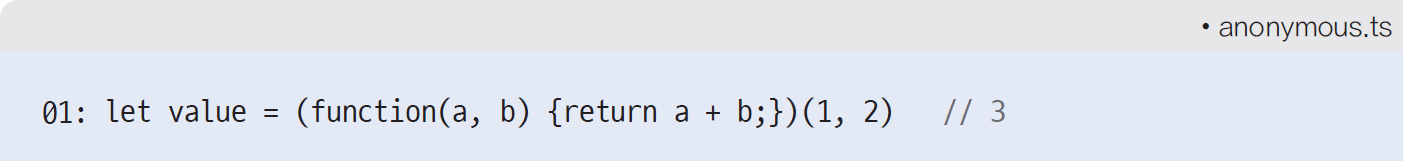 • anonymous.ts
01: let value = (function(a, b) {return a + b;})(1, 2)   // 3